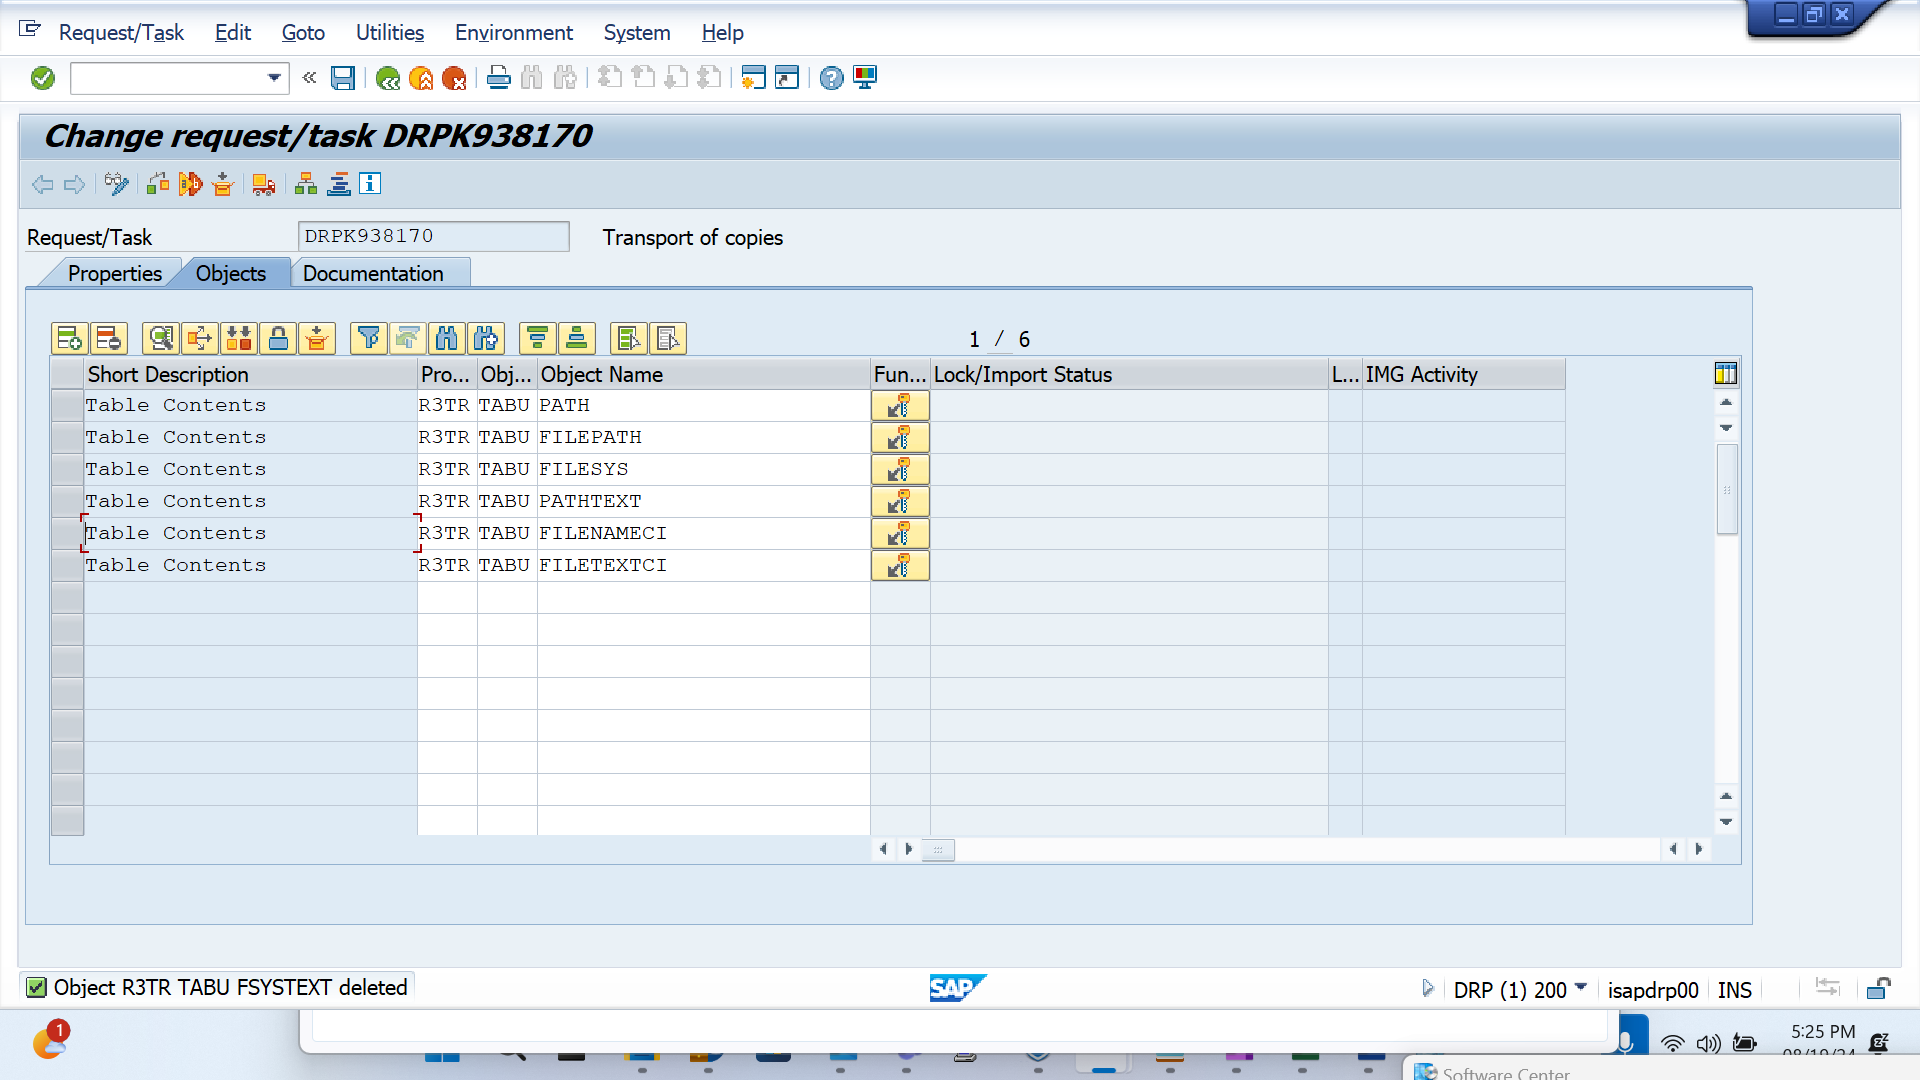 Request/Task Edit Goto Utilities Environment System Help
Change request/task DRPK938170
Request/Task DRPK938170 Transport of copies
Properties Objects Documentation
1 / 6
Short Description Pro... Obj... Object Name Fun... Lock/Import Status L... IMG Activity
Table Contents R3TR TABU PATH
Table Contents R3TR TABU FILEPATH
Table Contents R3TR TABU FILESYS
Table Contents R3TR TABU PATHTEXT
Table Contents R3TR TABU FILENAMECI
Table Contents R3TR TABU FILETEXTCI
Object R3TR TABU FSYSTEXT deleted SAP DRP (1) 200 isapdrp00 INS
1
5:25 PM
08/19/24
Software Center